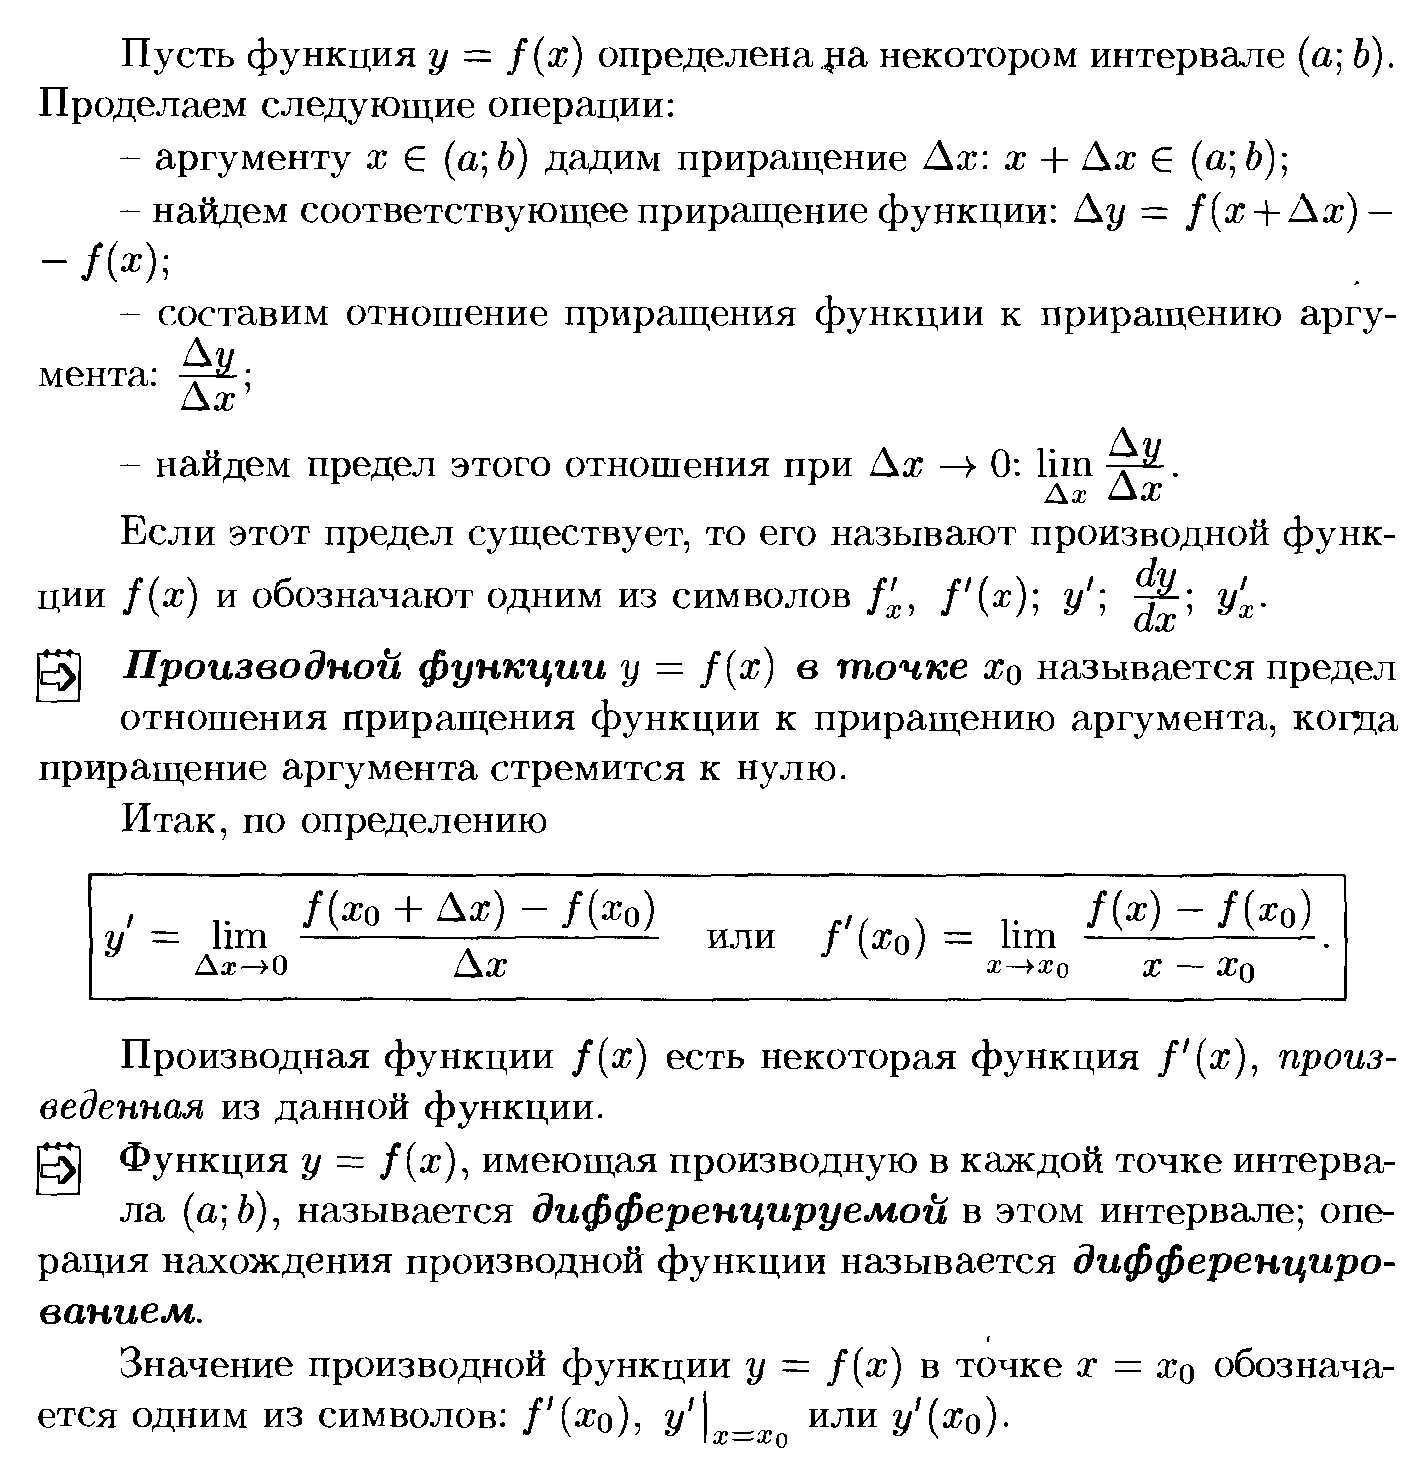 Пусть функция y = f(x) определена на некотором интервале (a; b).
Проделаем следующие операции:
– аргументу x ∈ (a; b) дадим приращение Δx: x + Δx ∈ (a; b);
– найдем соответствующее приращение функции: Δy = f(x + Δx) −
− f(x);
– составим отношение приращения функции к приращению аргу-
мента: Δy/Δx;
– найдем предел этого отношения при Δx → 0: lim_{Δx} Δy/Δx.
Если этот предел существует, то его называют производной функ-
ции f(x) и обозначают одним из символов f′ₓ, f′(x); y′; dy/dx; y′ₓ.
Производной функции y = f(x) в точке x₀ называется предел
отношения приращения функции к приращению аргумента, когда
приращение аргумента стремится к нулю.
Итак, по определению
y′ = lim_{Δx→0} (f(x₀ + Δx) − f(x₀))/Δx или f′(x₀) = lim_{x→x₀} (f(x) − f(x₀))/(x − x₀).
Производная функции f(x) есть некоторая функция f′(x), произ-
веденная из данной функции.
Функция y = f(x), имеющая производную в каждой точке интерва-
ла (a; b), называется дифференцируемой в этом интервале; опе-
рация нахождения производной функции называется дифференциро-
ванием.
Значение производной функции y = f(x) в точке x = x₀ обознача-
ется одним из символов: f′(x₀), y′|_{x=x₀} или y′(x₀).